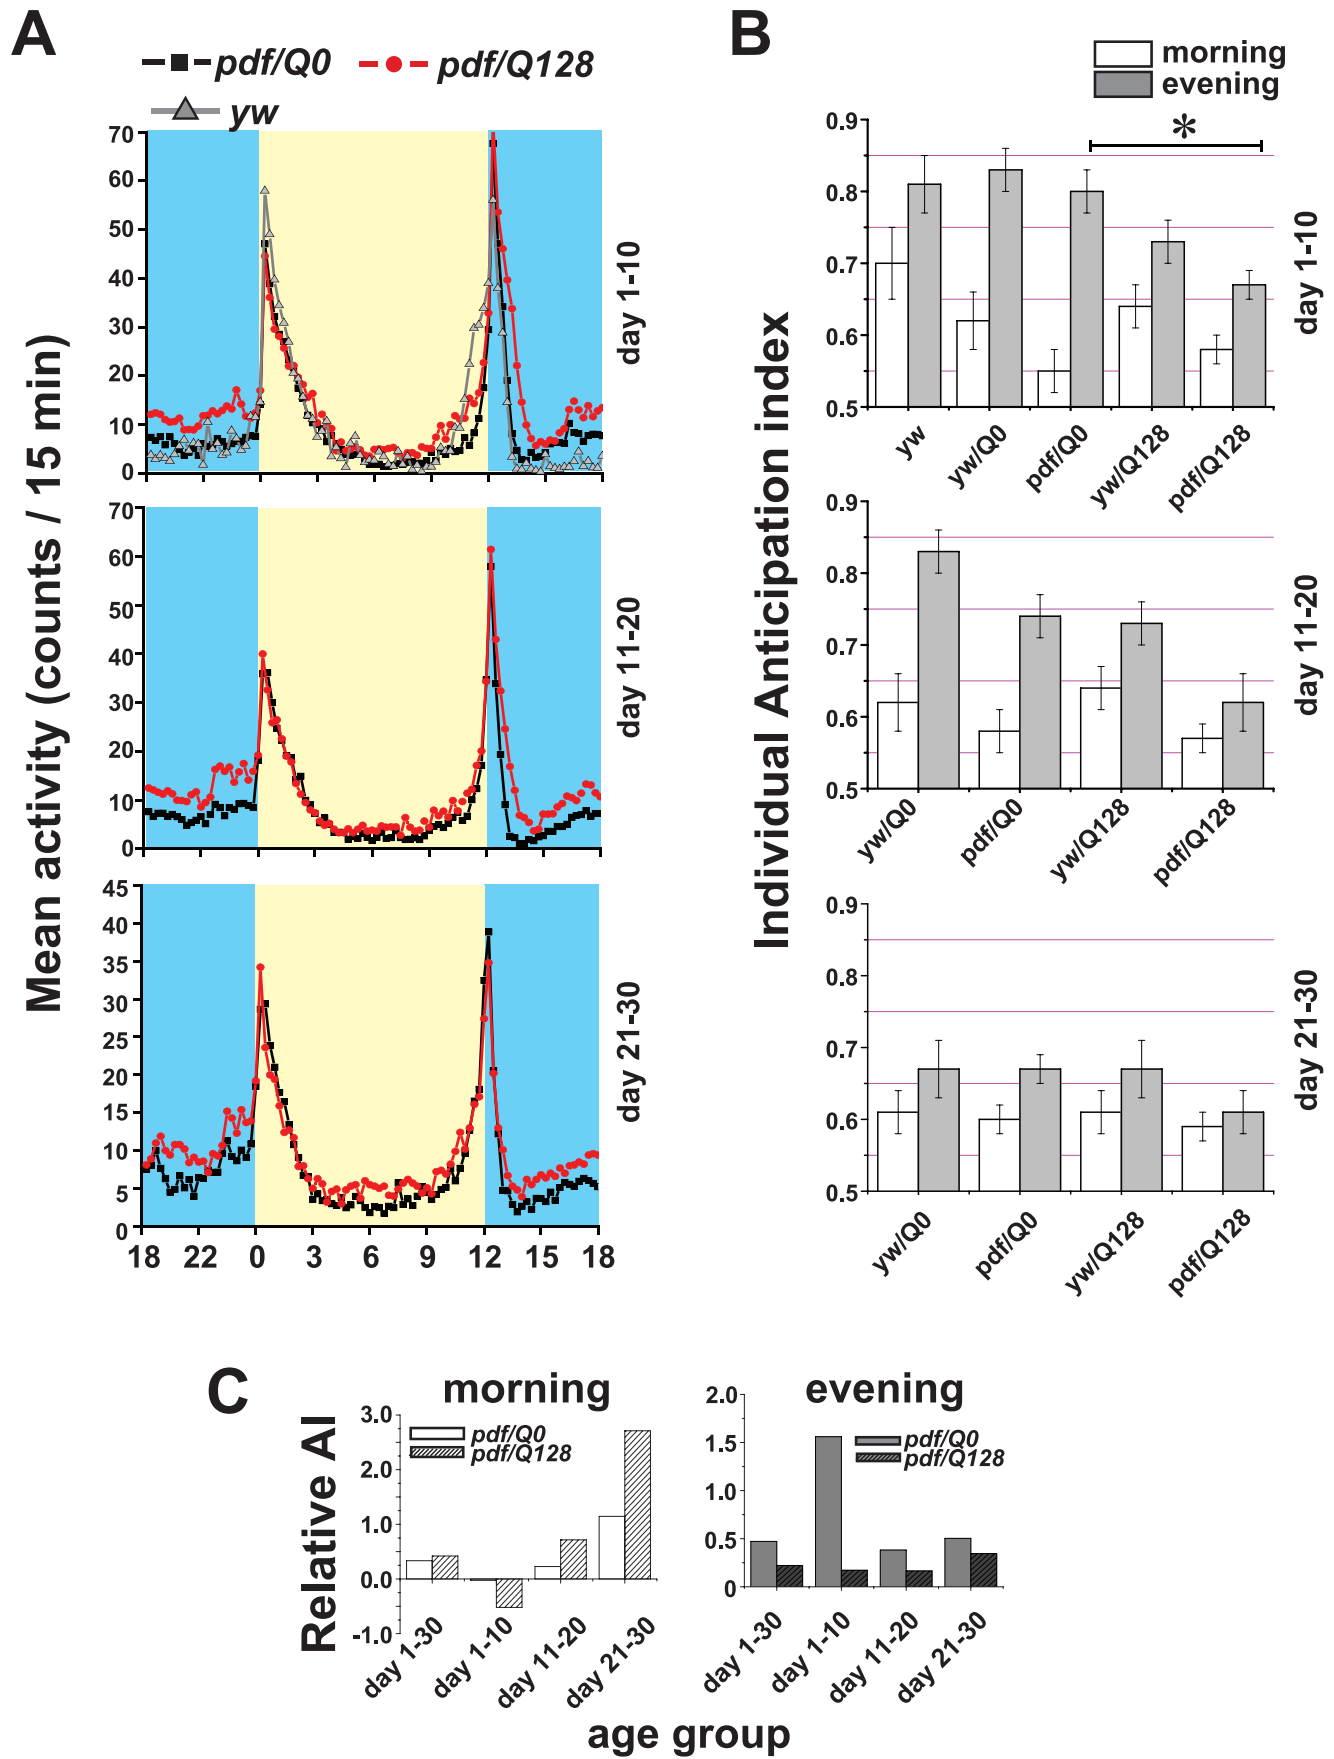 A
pdf/Q0 pdf/Q128
yw
Mean activity (counts / 15 min)
70
60
50
40
30
20
10
0
day 1-10
70
60
50
40
30
20
10
0
day 11-20
45
40
35
30
25
20
15
10
5
0
day 21-30
18 22 0 3 6 9 12 15 18
B
morning
evening
Individual Anticipation index
*
0.9
0.8
0.7
0.6
0.5
yw yw/Q0 pdf/Q0 yw/Q128 pdf/Q128
day 1-10
0.9
0.8
0.7
0.6
0.5
yw/Q0 pdf/Q0 yw/Q128 pdf/Q128
day 11-20
0.9
0.8
0.7
0.6
0.5
yw/Q0 pdf/Q0 yw/Q128 pdf/Q128
day 21-30
C
morning
Relative AI
3.0
2.0
1.0
0.0
-1.0
pdf/Q0
pdf/Q128
day 1-30 day 1-10 day 11-20 day 21-30
evening
2.0
1.5
1.0
0.5
0
pdf/Q0
pdf/Q128
day 1-30 day 1-10 day 11-20 day 21-30
age group